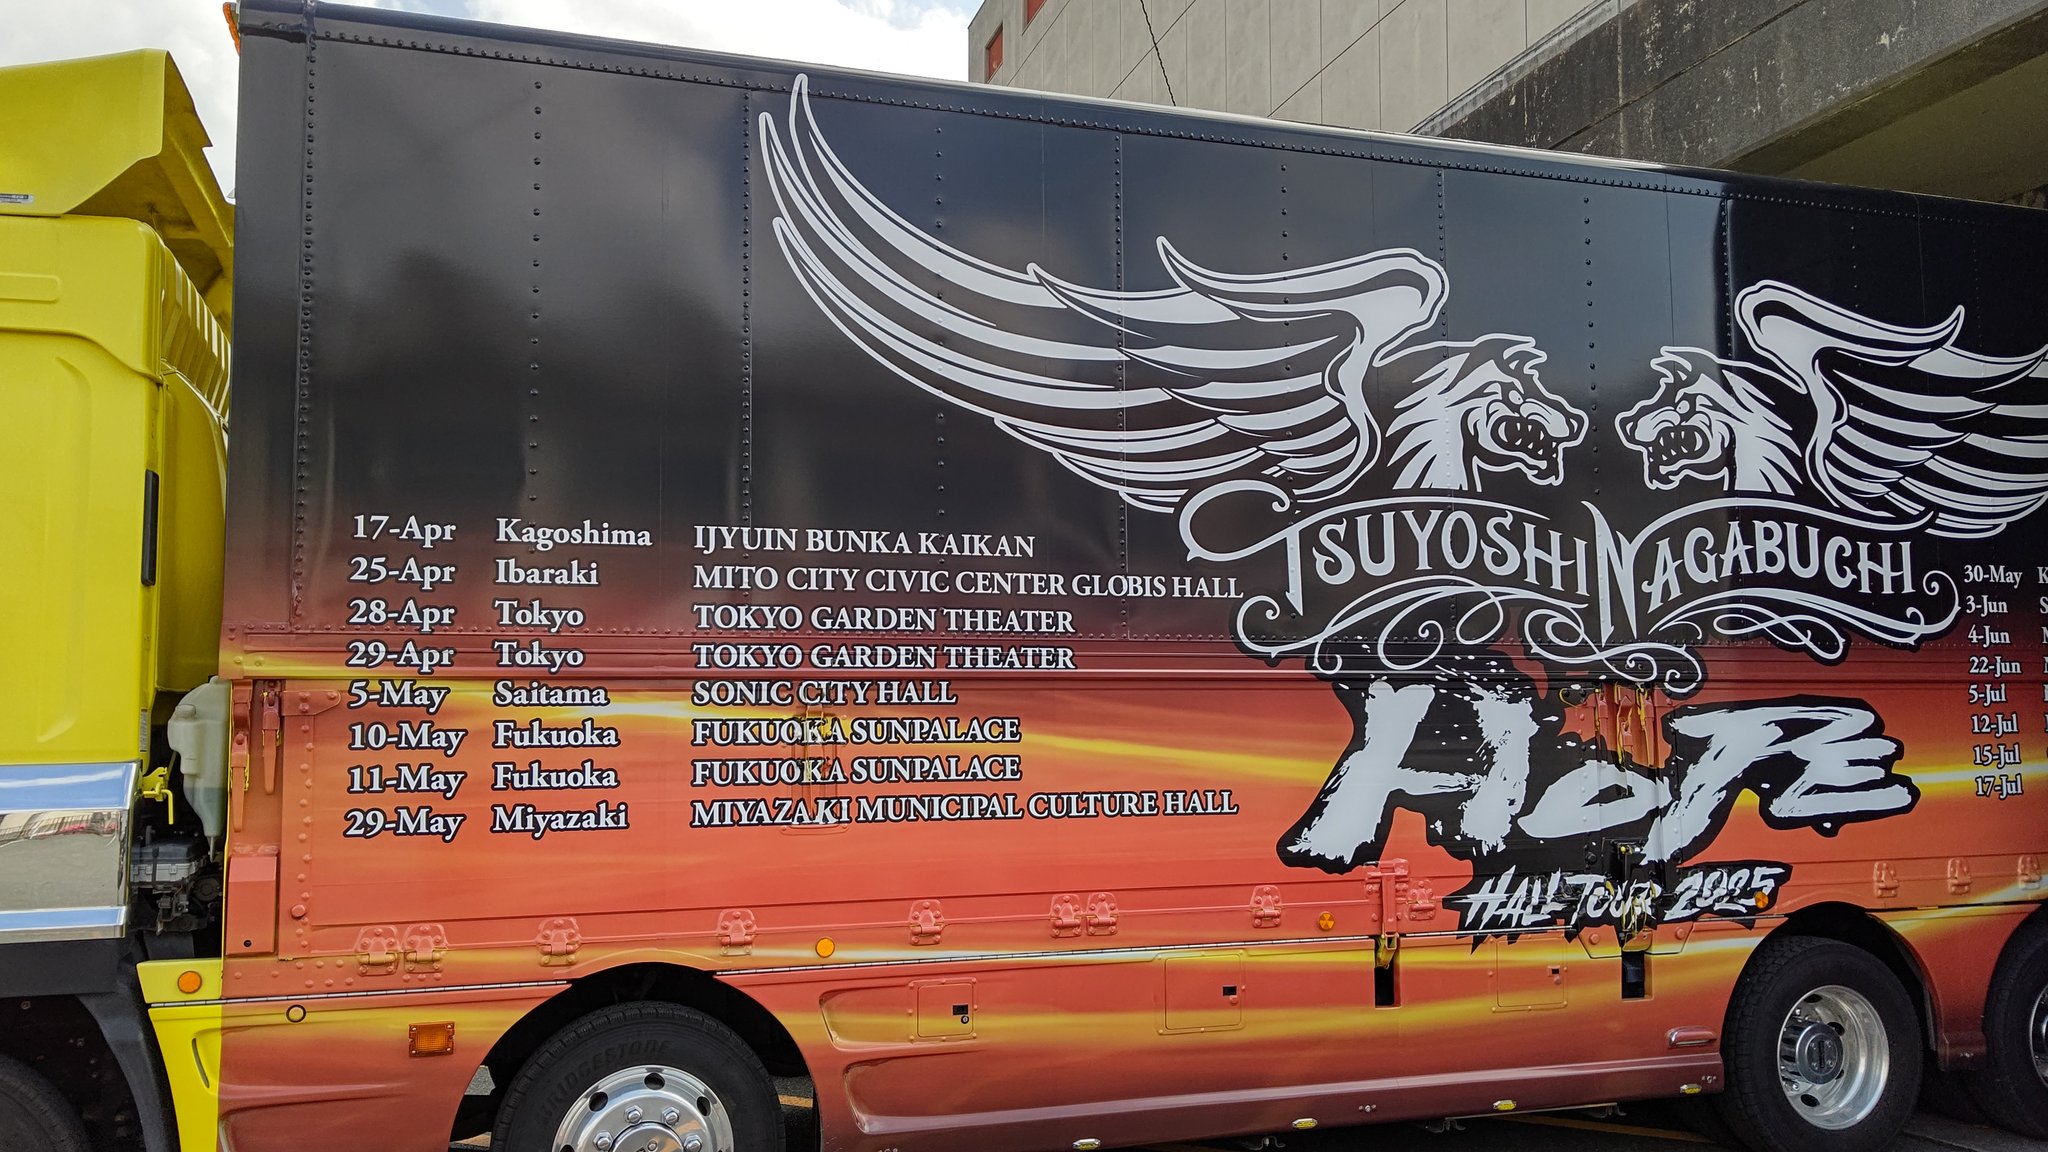 17-Apr Kagoshima IJYUIN BUNKA KAIKAN
25-Apr Ibaraki MITO CITY CIVIC CENTER GLOBIS HALL
28-Apr Tokyo TOKYO GARDEN THEATER
29-Apr Tokyo TOKYO GARDEN THEATER
5-May Saitama SONIC CITY HALL
10-May Fukuoka FUKUOKA SUNPALACE
11-May Fukuoka FUKUOKA SUNPALACE
29-May Miyazaki MIYAZAKI MUNICIPAL CULTURE HALL
TSUYOSHI NAGABUCHI
HOPE
HALL TOUR 2025
30-May K
3-Jun
4-Jun
22-Jun
5-Jul
12-Jul
15-Jul
17-Jul
BRIDGESTONE